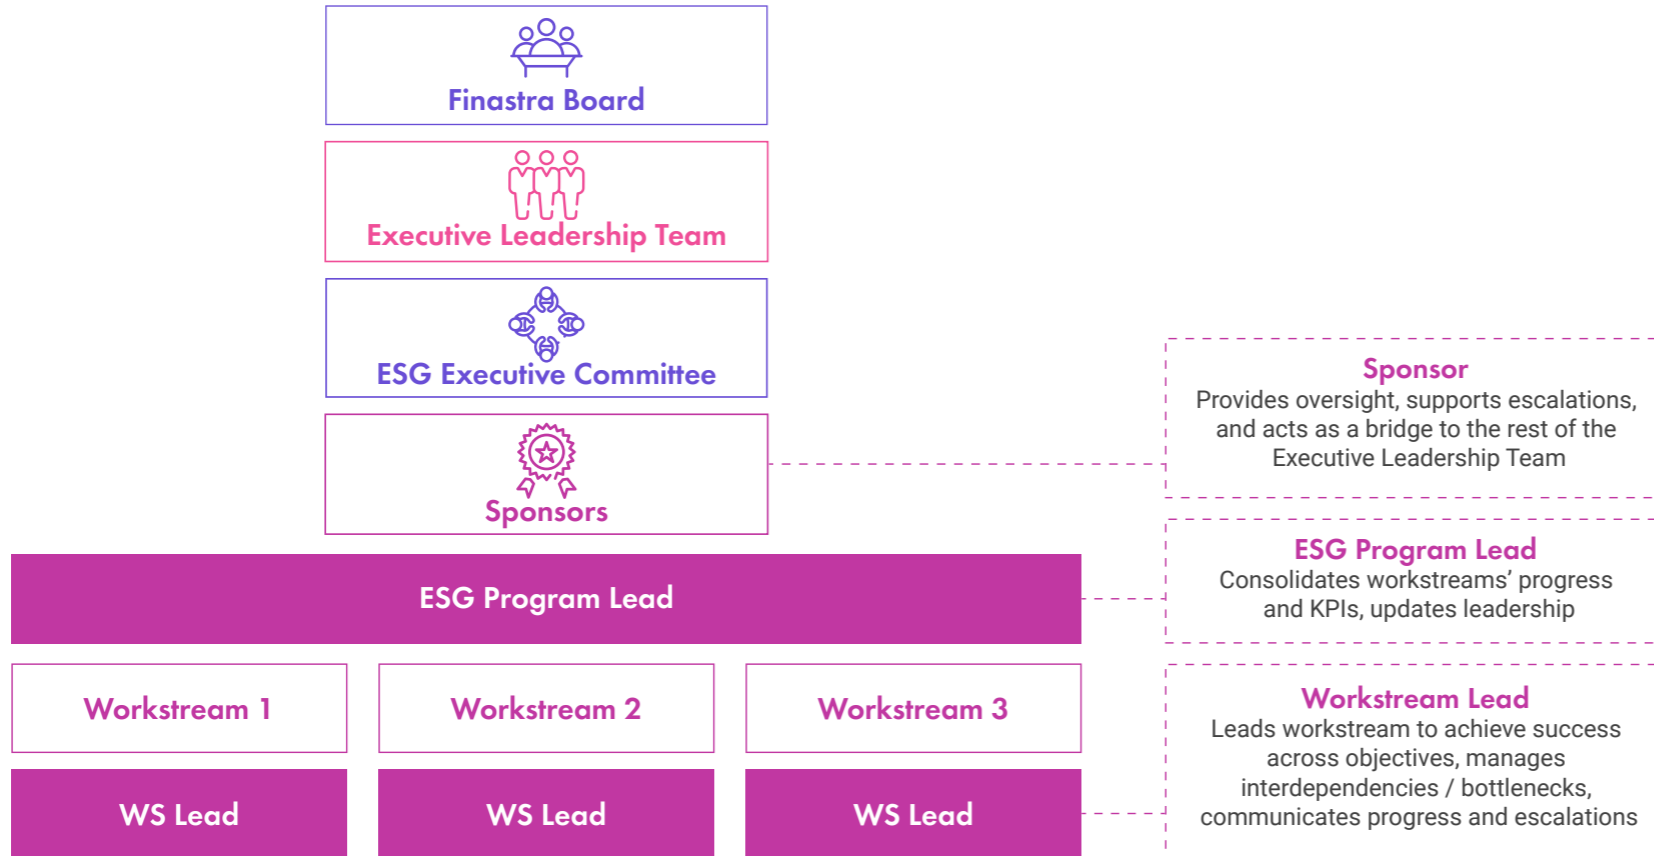 Finastra Board
Executive Leadership Team
ESG Executive Committee
Sponsors
Sponsor
Provides oversight, supports escalations,
and acts as a bridge to the rest of the
Executive Leadership Team
ESG Program Lead
ESG Program Lead
Consolidates workstreams’ progress
and KPIs, updates leadership
Workstream 1
Workstream 2
Workstream 3
WS Lead
WS Lead
WS Lead
Workstream Lead
Leads workstream to achieve success
across objectives, manages
interdependencies / bottlenecks,
communicates progress and escalations